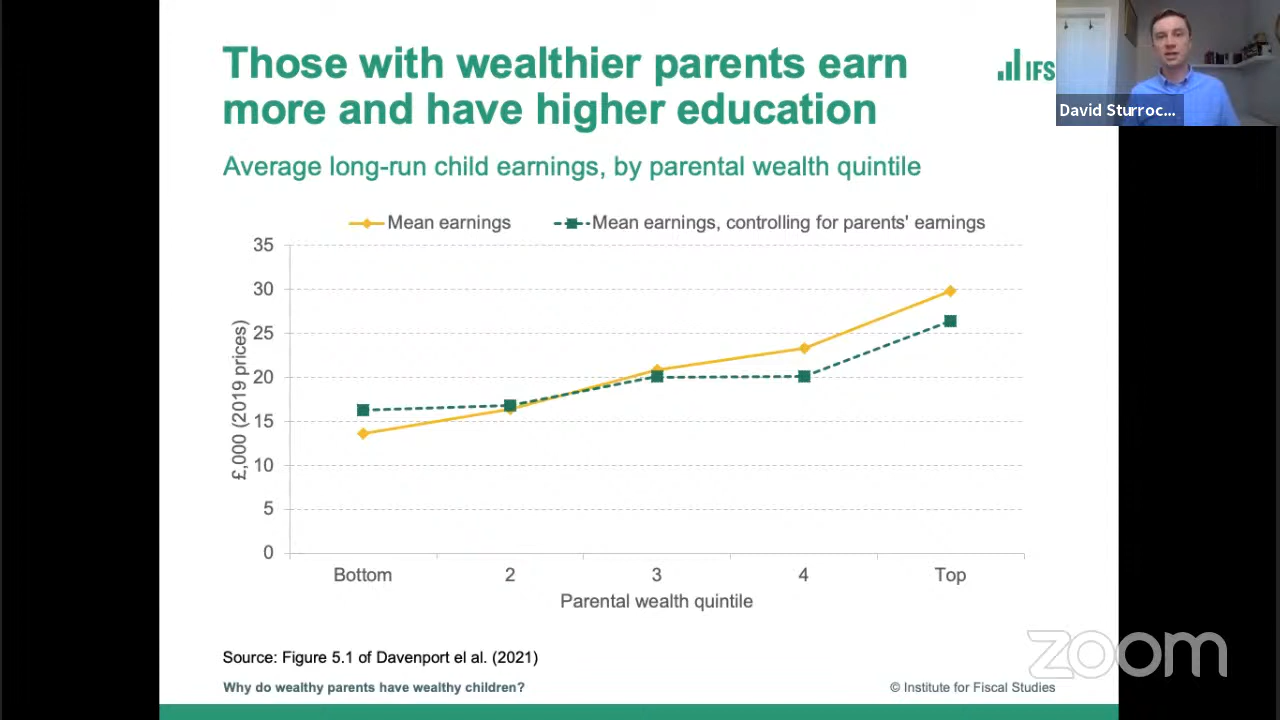 Those with wealthier parents earn
more and have higher education
IFS
David Sturroc...
Average long-run child earnings, by parental wealth quintile
Mean earnings
Mean earnings, controlling for parents' earnings
35
30
25
20
15
10
5
0
£,000 (2019 prices)
Bottom
2
3
4
Top
Parental wealth quintile
Source: Figure 5.1 of Davenport el al. (2021)
zoom
Why do wealthy parents have wealthy children?
© Institute for Fiscal Studies